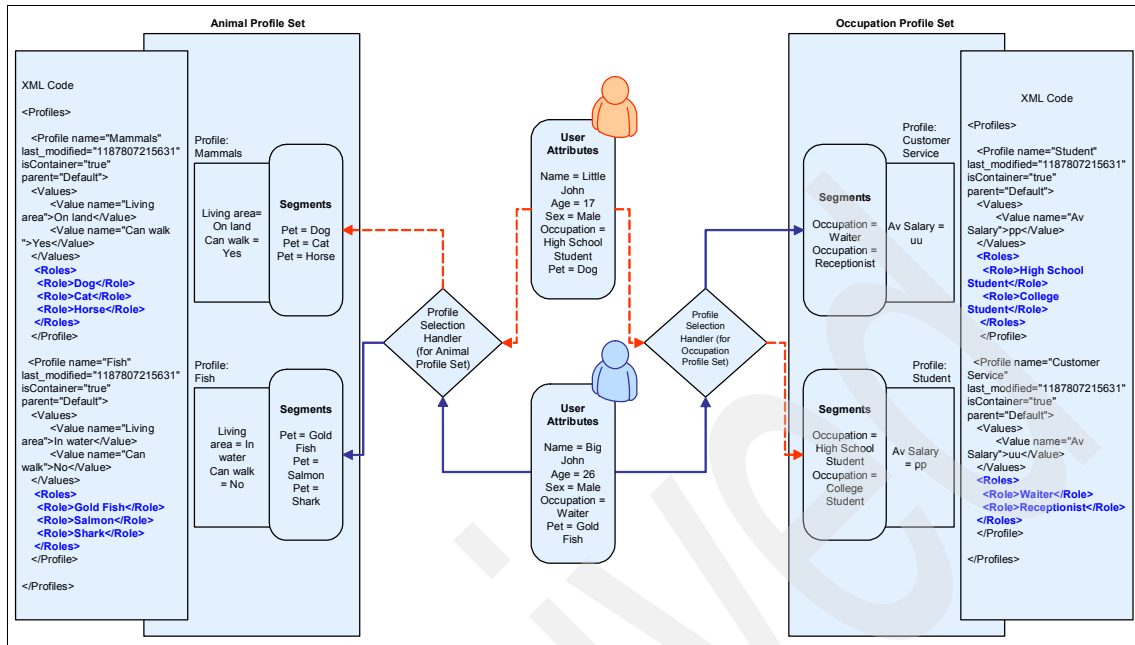 Animal Profile Set
XML Code
<Profiles>
<Profile name="Mammals"
last_modified="1187807215631"
isContainer="true"
parent="Default">
<Values>
<Value name="Living
area">On land</Value>
<Value name="Can walk
">Yes</Value>
</Values>
<Roles>
<Role>Dog</Role>
<Role>Cat</Role>
<Role>Horse</Role>
</Roles>
</Profile>
<Profile name="Fish"
last_modified="1187807215631"
isContainer="true"
parent="Default">
<Values>
<Value name="Living
area">In water</Value>
<Value name="Can
walk">No</Value>
</Values>
<Roles>
<Role>Gold Fish</Role>
<Role>Salmon</Role>
<Role>Shark</Role>
</Roles>
</Profile>
</Profiles>
Profile:
Mammals
Living area=
On land
Can walk =
Yes
Segments
Pet = Dog
Pet = Cat
Pet = Horse
Profile:
Fish
Living
area = In
water
Can walk
= No
Segments
Pet = Gold
Fish
Pet =
Salmon
Pet =
Shark
Profile
Selection
Handler
(for Animal
Profile Set)
User
Attributes
Name = Little
John
Age = 17
Sex = Male
Occupation =
High School
Student
Pet = Dog
User
Attributes
Name = Big
John
Age = 26
Sex = Male
Occupation =
Waiter
Pet = Gold
Fish
Profile
Selection
Handler (for
Occupation
Profile Set)
Occupation Profile Set
Profile:
Customer
Service
Segments
Occupation =
Waiter
Occupation =
Receptionist
Av Salary =
uu
Profile:
Student
Segments
Occupation =
High School
Student
Occupation =
College
Student
Av Salary
= pp
XML Code
<Profiles>
<Profile name="Student"
last_modified="1187807215631"
isContainer="true"
parent="Default">
<Values>
<Value name="Av
Salary">pp</Value>
</Values>
<Roles>
<Role>High School
Student</Role>
<Role>College
Student</Role>
</Roles>
</Profile>
<Profile name="Customer
Service"
last_modified="1187807215631"
isContainer="true"
parent="Default">
<Values>
<Value name="Av
Salary">uu</Value>
</Values>
<Roles>
<Role>Waiter</Role>
<Role>Receptionist</Role>
</Roles>
</Profile>
</Profiles>